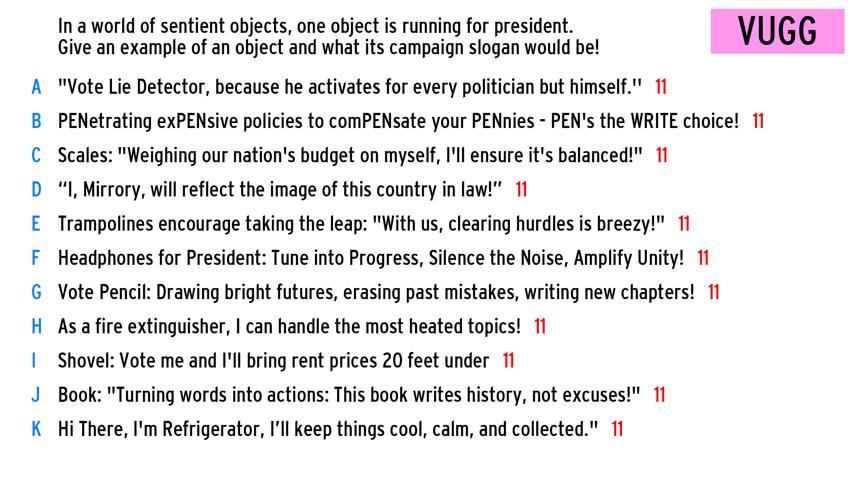 In a world of sentient objects, one object is running for president.
Give an example of an object and what its campaign slogan would be!
VUGG
A "Vote Lie Detector, because he activates for every politician but himself." 11
B PENetrating exPENsive policies to comPENsate your PENnies - PEN's the WRITE choice! 11
C Scales: "Weighing our nation's budget on myself, I'll ensure it's balanced!" 11
D “I, Mirrory, will reflect the image of this country in law!” 11
E Trampolines encourage taking the leap: "With us, clearing hurdles is breezy!" 11
F Headphones for President: Tune into Progress, Silence the Noise, Amplify Unity! 11
G Vote Pencil: Drawing bright futures, erasing past mistakes, writing new chapters! 11
H As a fire extinguisher, I can handle the most heated topics! 11
I Shovel: Vote me and I'll bring rent prices 20 feet under 11
J Book: "Turning words into actions: This book writes history, not excuses!" 11
K Hi There, I'm Refrigerator, I’ll keep things cool, calm, and collected." 11